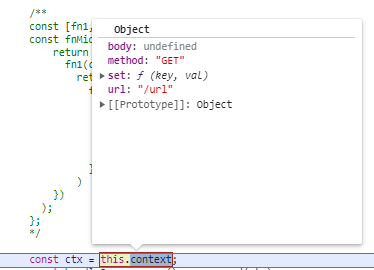 /**
const [fn1,
const fnMid
return
fn1(c
ret
f
}
)
})
);
};
*/
Object
body: undefined
method: "GET"
▶ set: ƒ (key, val)
url: "/url"
▶ [[Prototype]]: Object
const ctx = this.context;